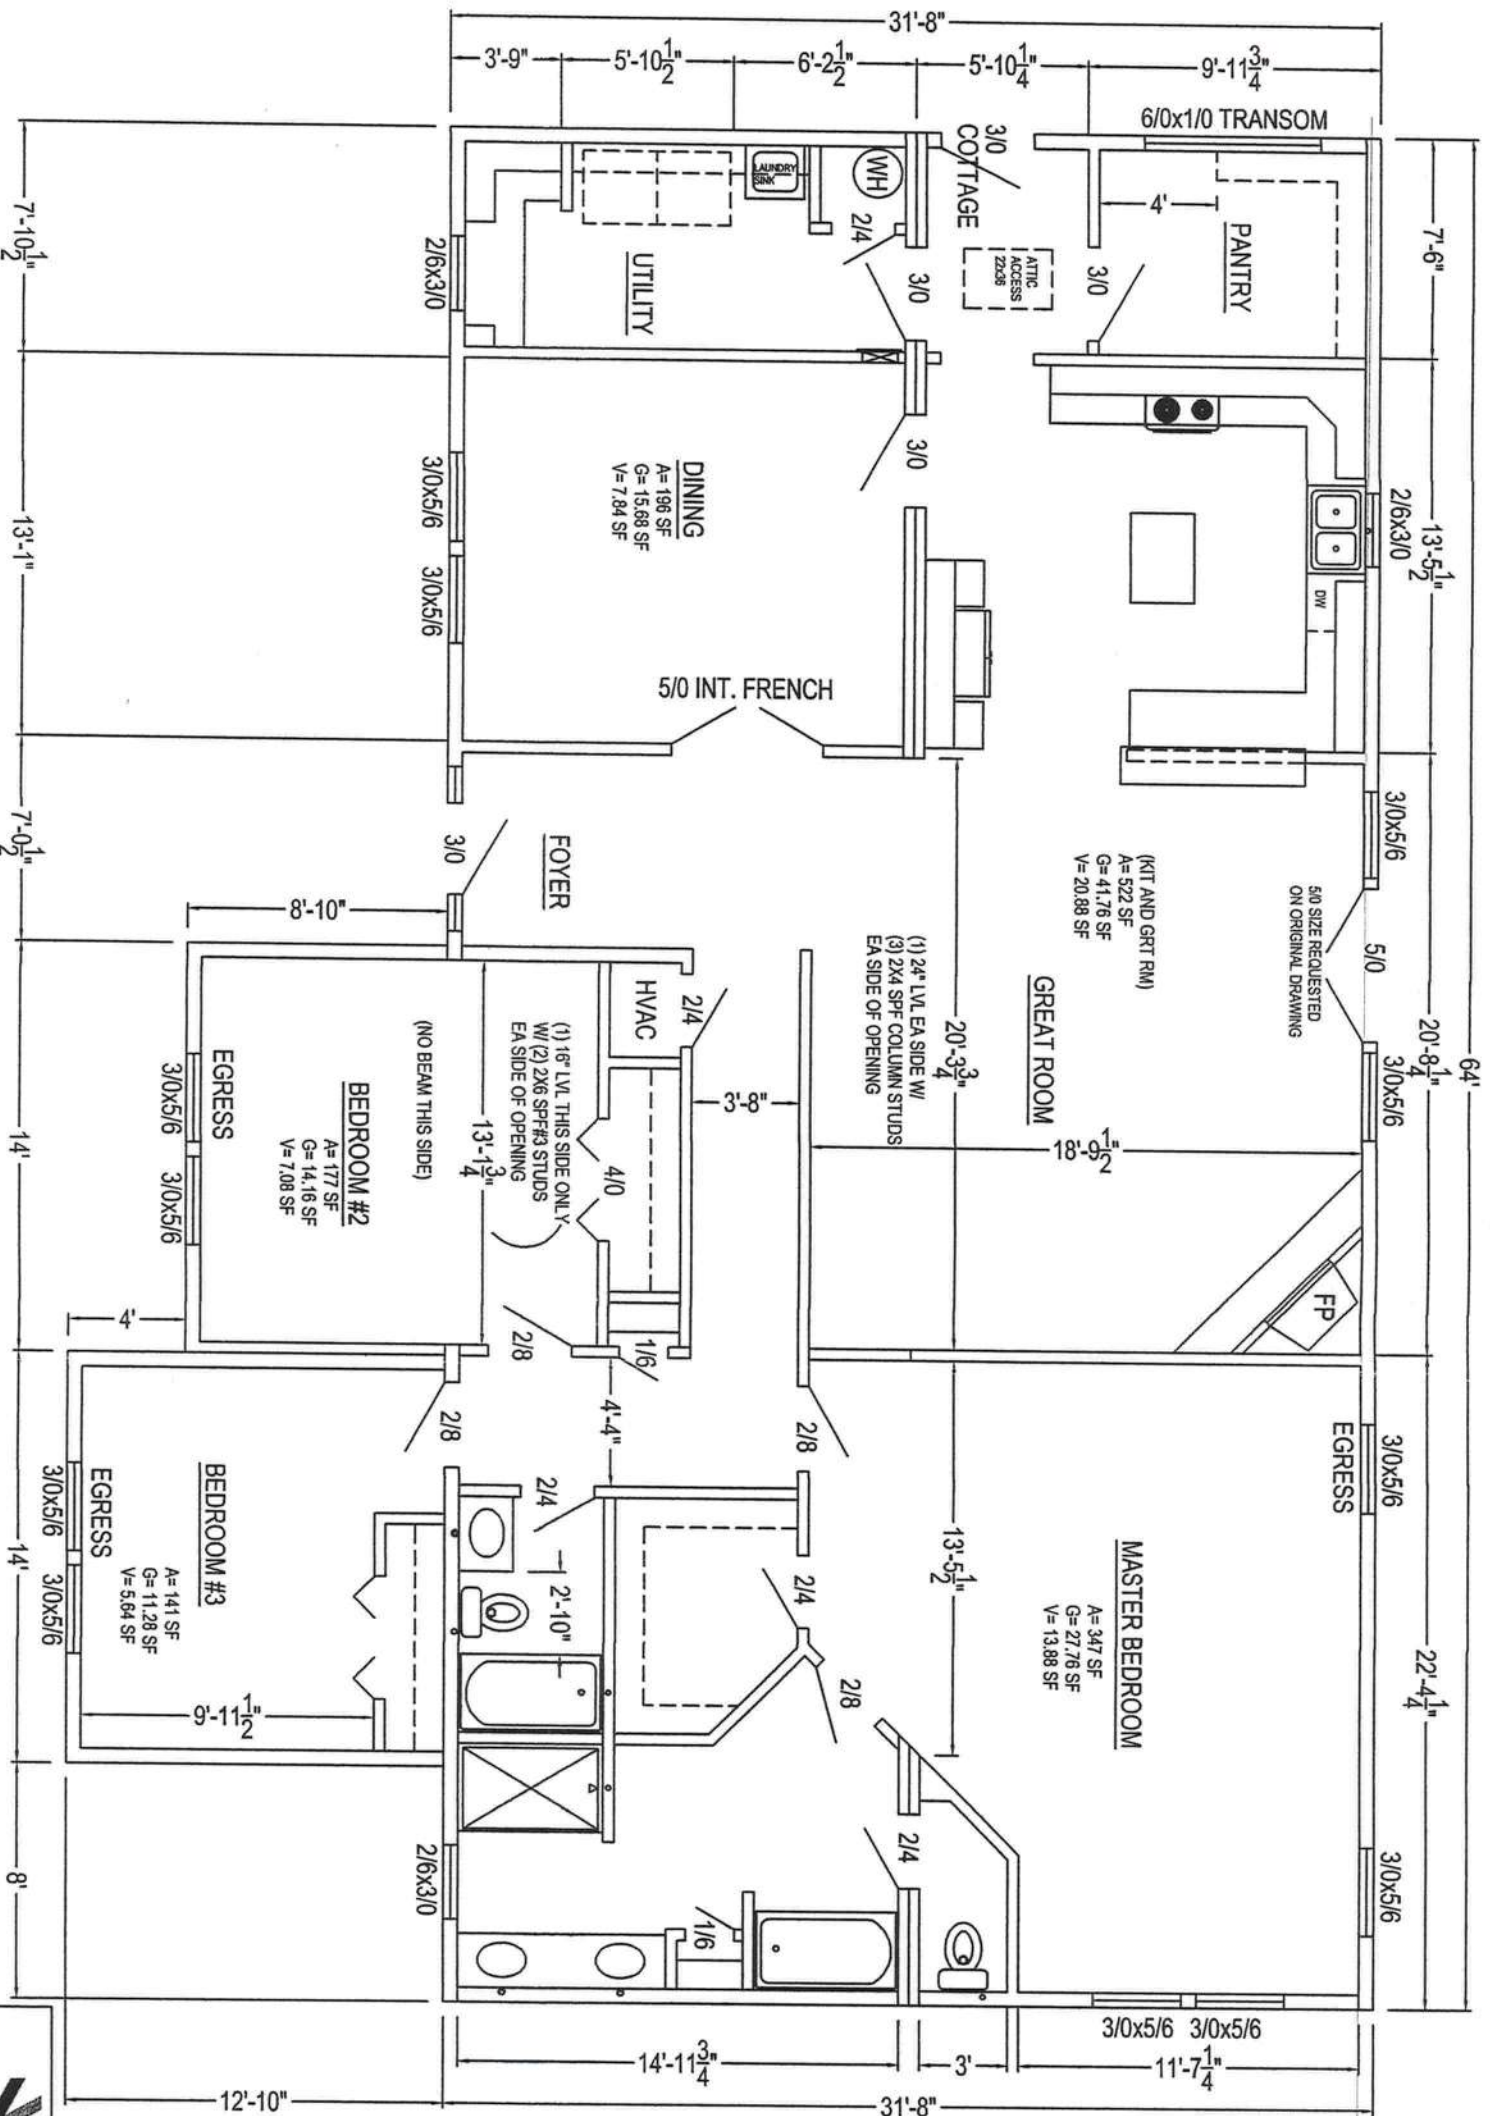 64'
7'-6"
13'-5 1/2"
20'-8 1/4"
22'-4 1/4"
31'-8"
9'-11 3/4"
5'-10 1/4"
6'-2 1/2"
5'-10 1/2"
3'-9"
6/0x1/0 TRANSOM
2/6x3/0
3/0x5/6
5/0
3/0x5/6
3/0x5/6
3/0x5/6
EGRESS
5/0 SIZE REQUESTED
ON ORIGINAL DRAWING
4'
PANTRY
3/0
DW
(KIT AND GRT RM)
A= 522 SF
G= 41.76 SF
V= 20.88 SF
GREAT ROOM
18'-9 1/2"
FP
MASTER BEDROOM
A= 347 SF
G= 27.76 SF
V= 13.88 SF
3/0x5/6
3/0x5/6
3/0
COTTAGE
ATTIC
ACCESS
22x36
20'-3 3/4"
13'-5 1/2"
(1) 24" LVL EA SIDE W/
(3) 2X4 SPF COLUMN STUDS
EA SIDE OF OPENING
WH
2/4
3/0
3/0
2/8
2/4
2/8
2/4
LAUNDRY
SINK
UTILITY
DINING
A= 196 SF
G= 15.68 SF
V= 7.84 SF
5/0 INT. FRENCH
3'-8"
HVAC
2/4
4/0
1/6
4'-4"
1/6
FOYER
(1) 16" LVL THIS SIDE ONLY
W/ (2) 2X6 SPF#3 STUDS
EA SIDE OF OPENING
13'-1 3/4"
(NO BEAM THIS SIDE)
2/8
2/4
2'-10"
2/6x3/0
3/0x5/6
3/0x5/6
3/0
2/8
2/6x3/0
8'-10"
BEDROOM #2
A= 177 SF
G= 14.16 SF
V= 7.08 SF
EGRESS
3/0x5/6
3/0x5/6
4'
BEDROOM #3
A= 141 SF
G= 11.28 SF
V= 5.64 SF
9'-11 1/2"
EGRESS
3/0x5/6
3/0x5/6
11'-7 1/4"
3'
14'-11 3/4"
31'-8"
12'-10"
7'-10 1/2"
13'-1"
7'-0 1/2"
14'
14'
8'